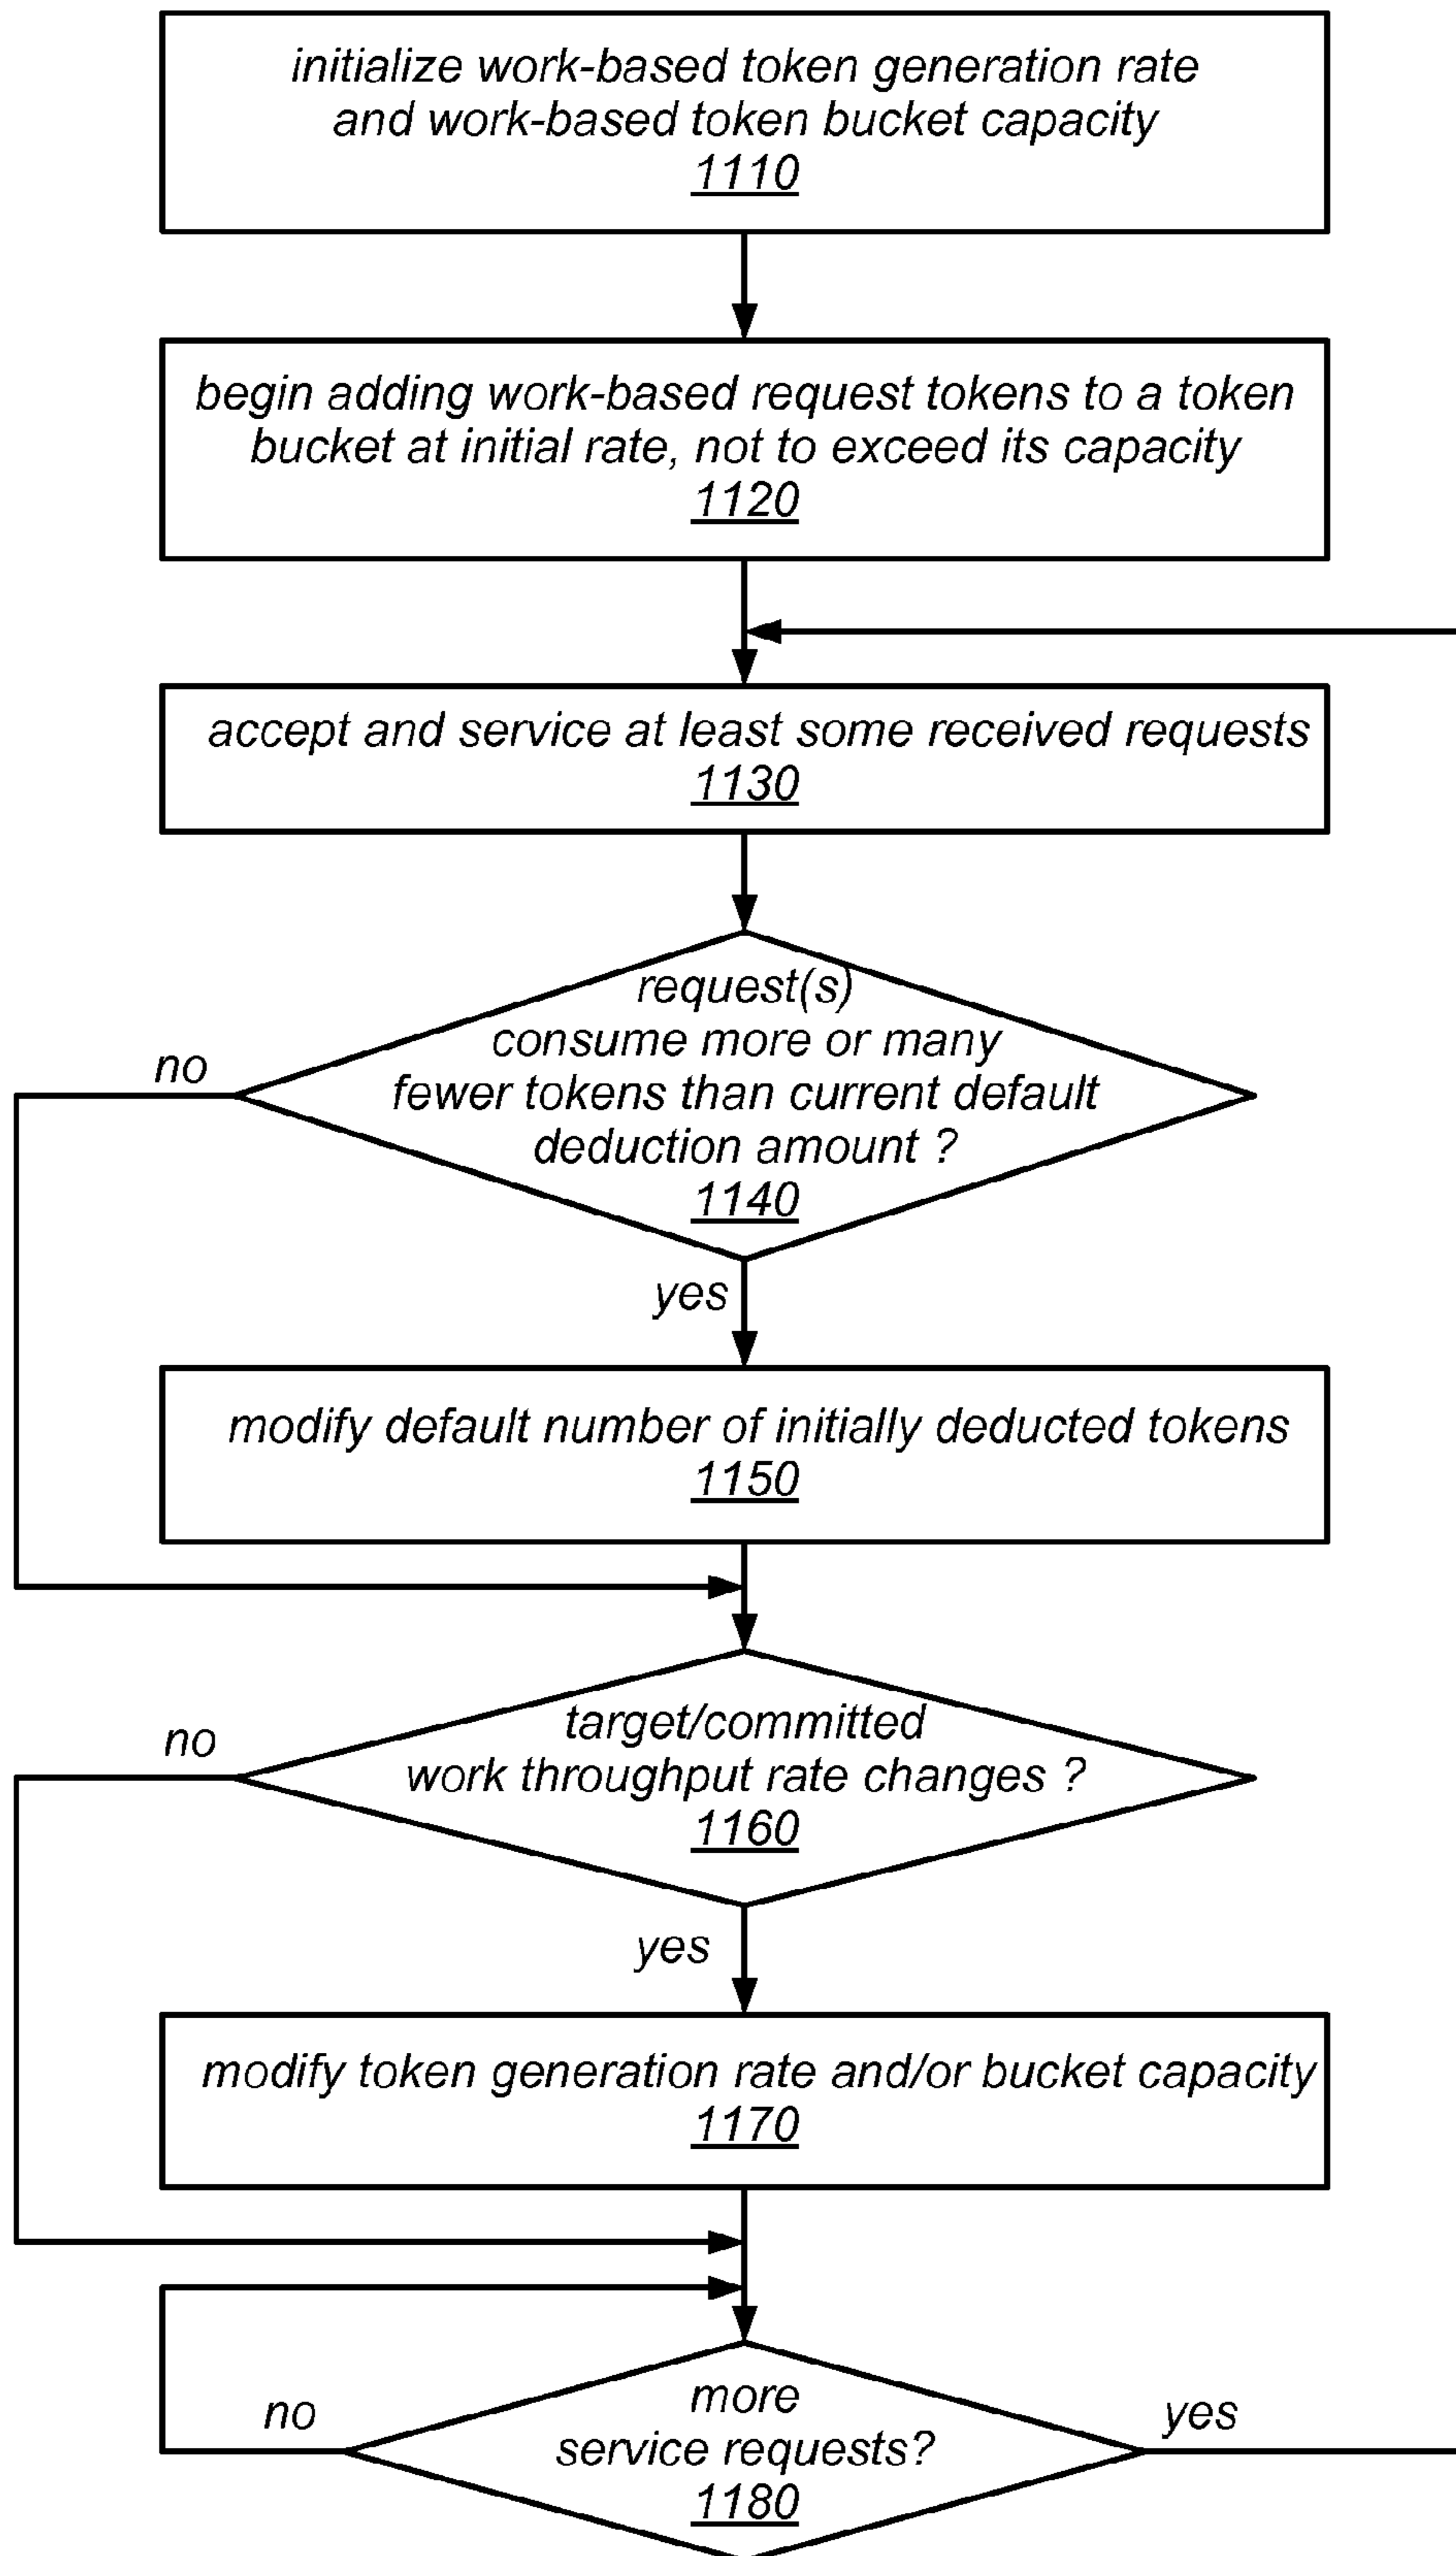 initialize work-based token generation rate
and work-based token bucket capacity
1110
begin adding work-based request tokens to a token
bucket at initial rate, not to exceed its capacity
1120
accept and service at least some received requests
1130
request(s)
consume more or many
fewer tokens than current default
deduction amount ?
1140
no
yes
modify default number of initially deducted tokens
1150
target/committed
work throughput rate changes ?
1160
no
yes
modify token generation rate and/or bucket capacity
1170
more
service requests?
1180
no
yes